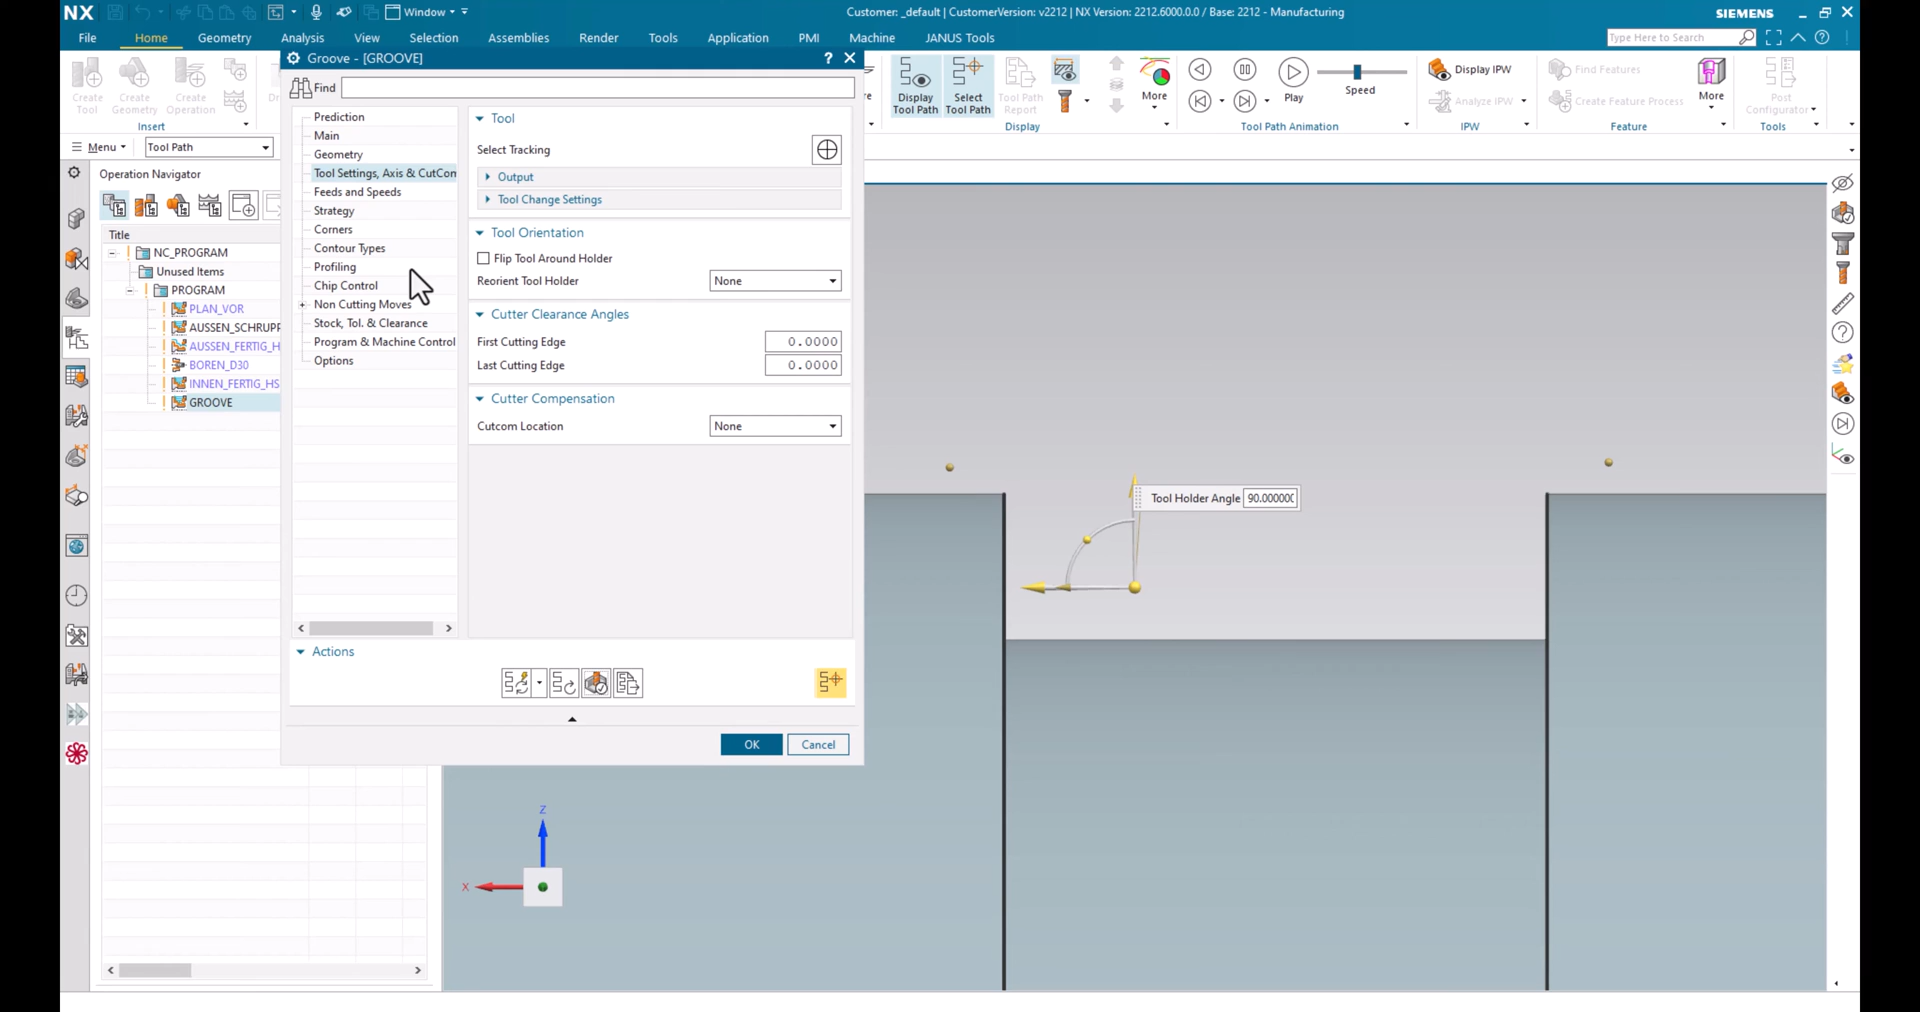 NX
Window
Customer: _default | CustomerVersion: v2212 | NX Version: 2212.6000.0.0 / Base: 2212 - Manufacturing
SIEMENS
File
Home
Geometry
Analysis
View
Selection
Assemblies
Render
Tools
Application
PMI
Machine
JANUS Tools
Type Here to Search
Create Tool
Create Geometry
Create Operation
Insert
Display Tool Path
Select Tool Path
Tool Path Report
More
Display
Play
Speed
Tool Path Animation
Display IPW
Analyze IPW
IPW
Find Features
Create Feature Process
More
Feature
Post Configurator
Tools
Menu
Tool Path
Operation Navigator
Title
NC_PROGRAM
Unused Items
PROGRAM
PLAN_VOR
AUSSEN_SCHRUPP
AUSSEN_FERTIG_H
BOREN_D30
INNEN_FERTIG_HS
GROOVE
Groove - [GROOVE]
Find
Prediction
Main
Geometry
Tool Settings, Axis & CutCom
Feeds and Speeds
Strategy
Corners
Contour Types
Profiling
Chip Control
Non Cutting Moves
Stock, Tol. & Clearance
Program & Machine Control
Options
Tool
Select Tracking
Output
Tool Change Settings
Tool Orientation
Flip Tool Around Holder
Reorient Tool Holder
None
Cutter Clearance Angles
First Cutting Edge
0.0000
Last Cutting Edge
0.0000
Cutter Compensation
Cutcom Location
None
Actions
OK
Cancel
Tool Holder Angle
90.000000
Z
X